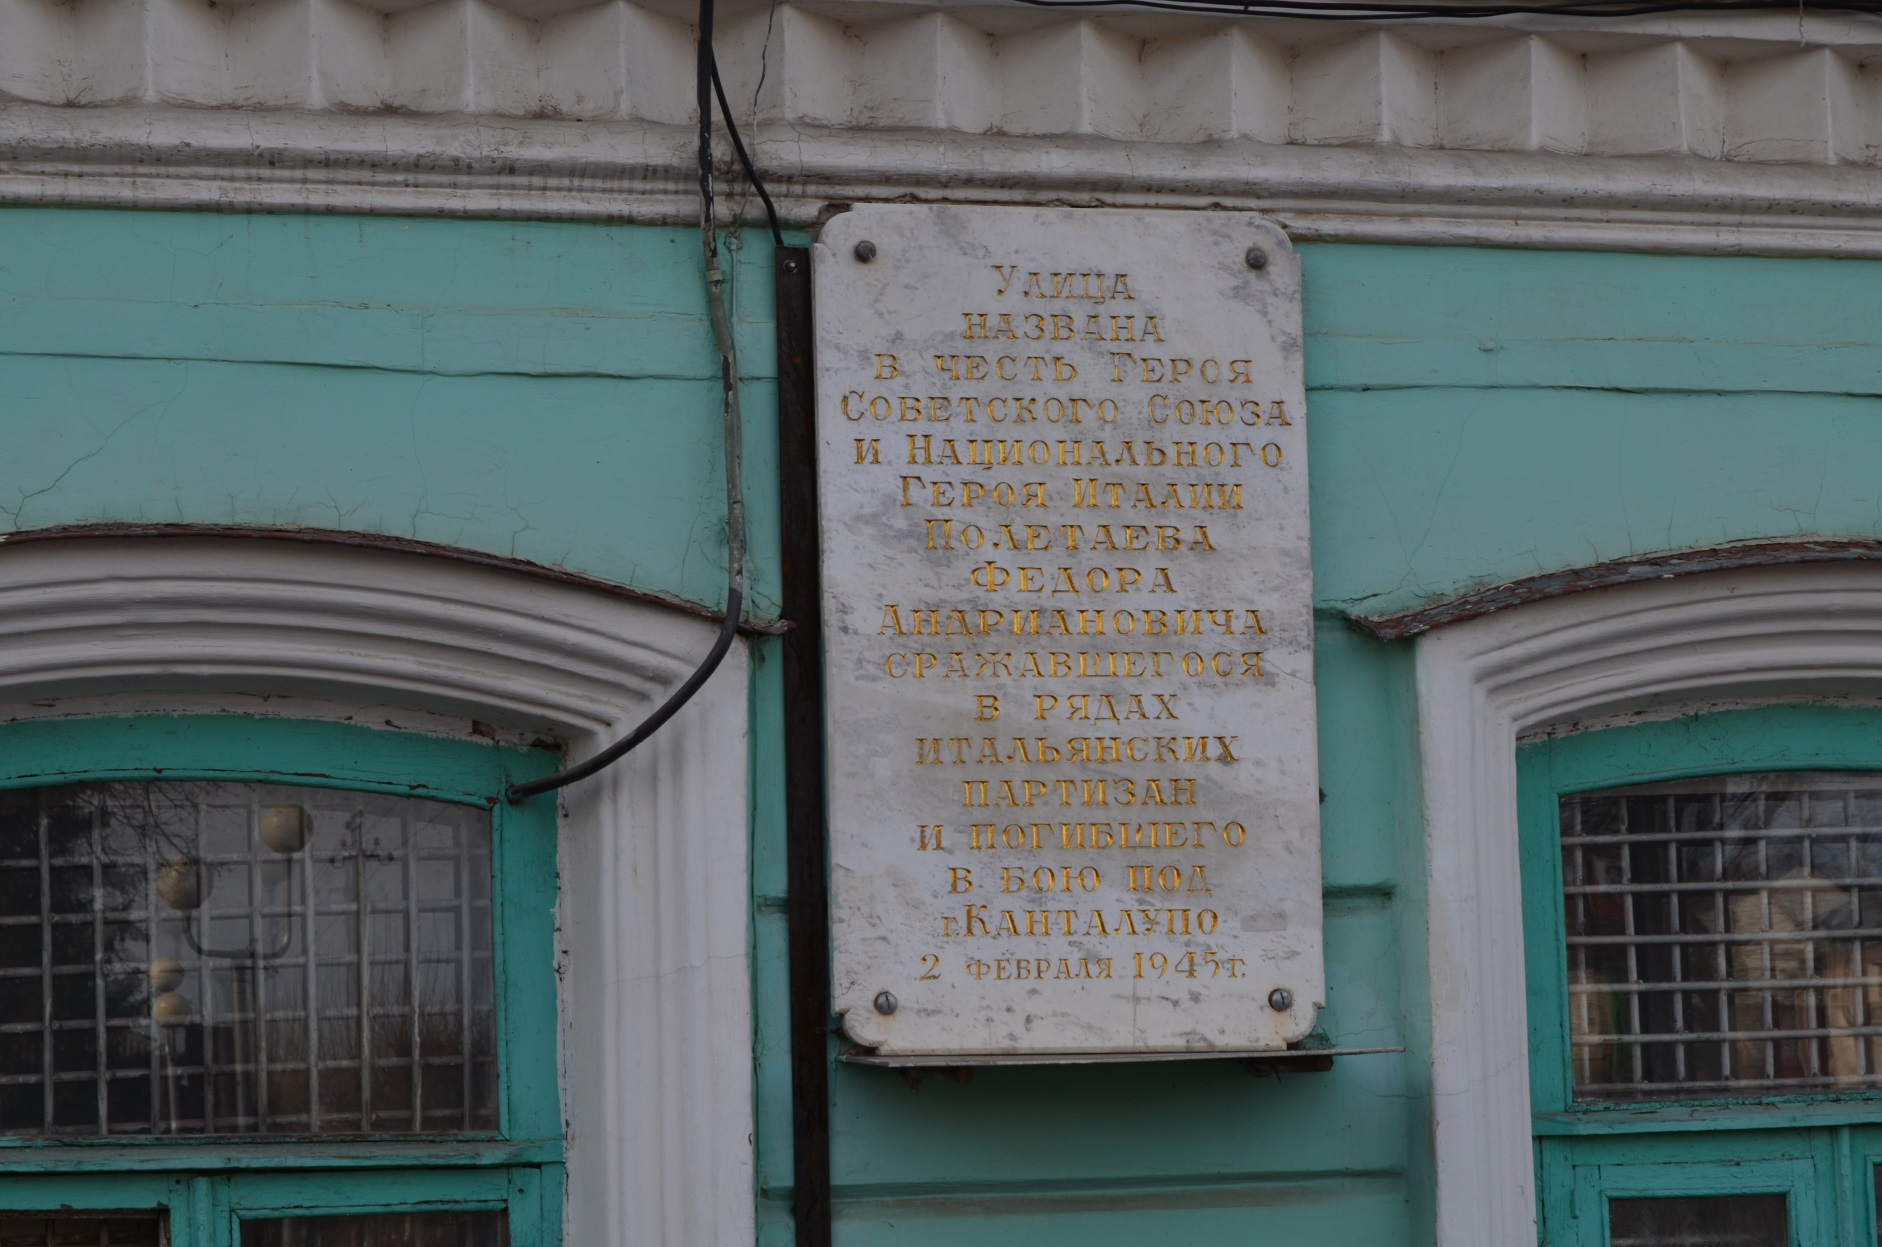 Улица
названа
в честь Героя
Советского Союза
и Национального
Героя Италии
Полетаева
Федора
Андриановича
сражавшегося
в рядах
итальянских
партизан
и погибшего
в бою под
г.Канталупо
2 февраля 1945г.